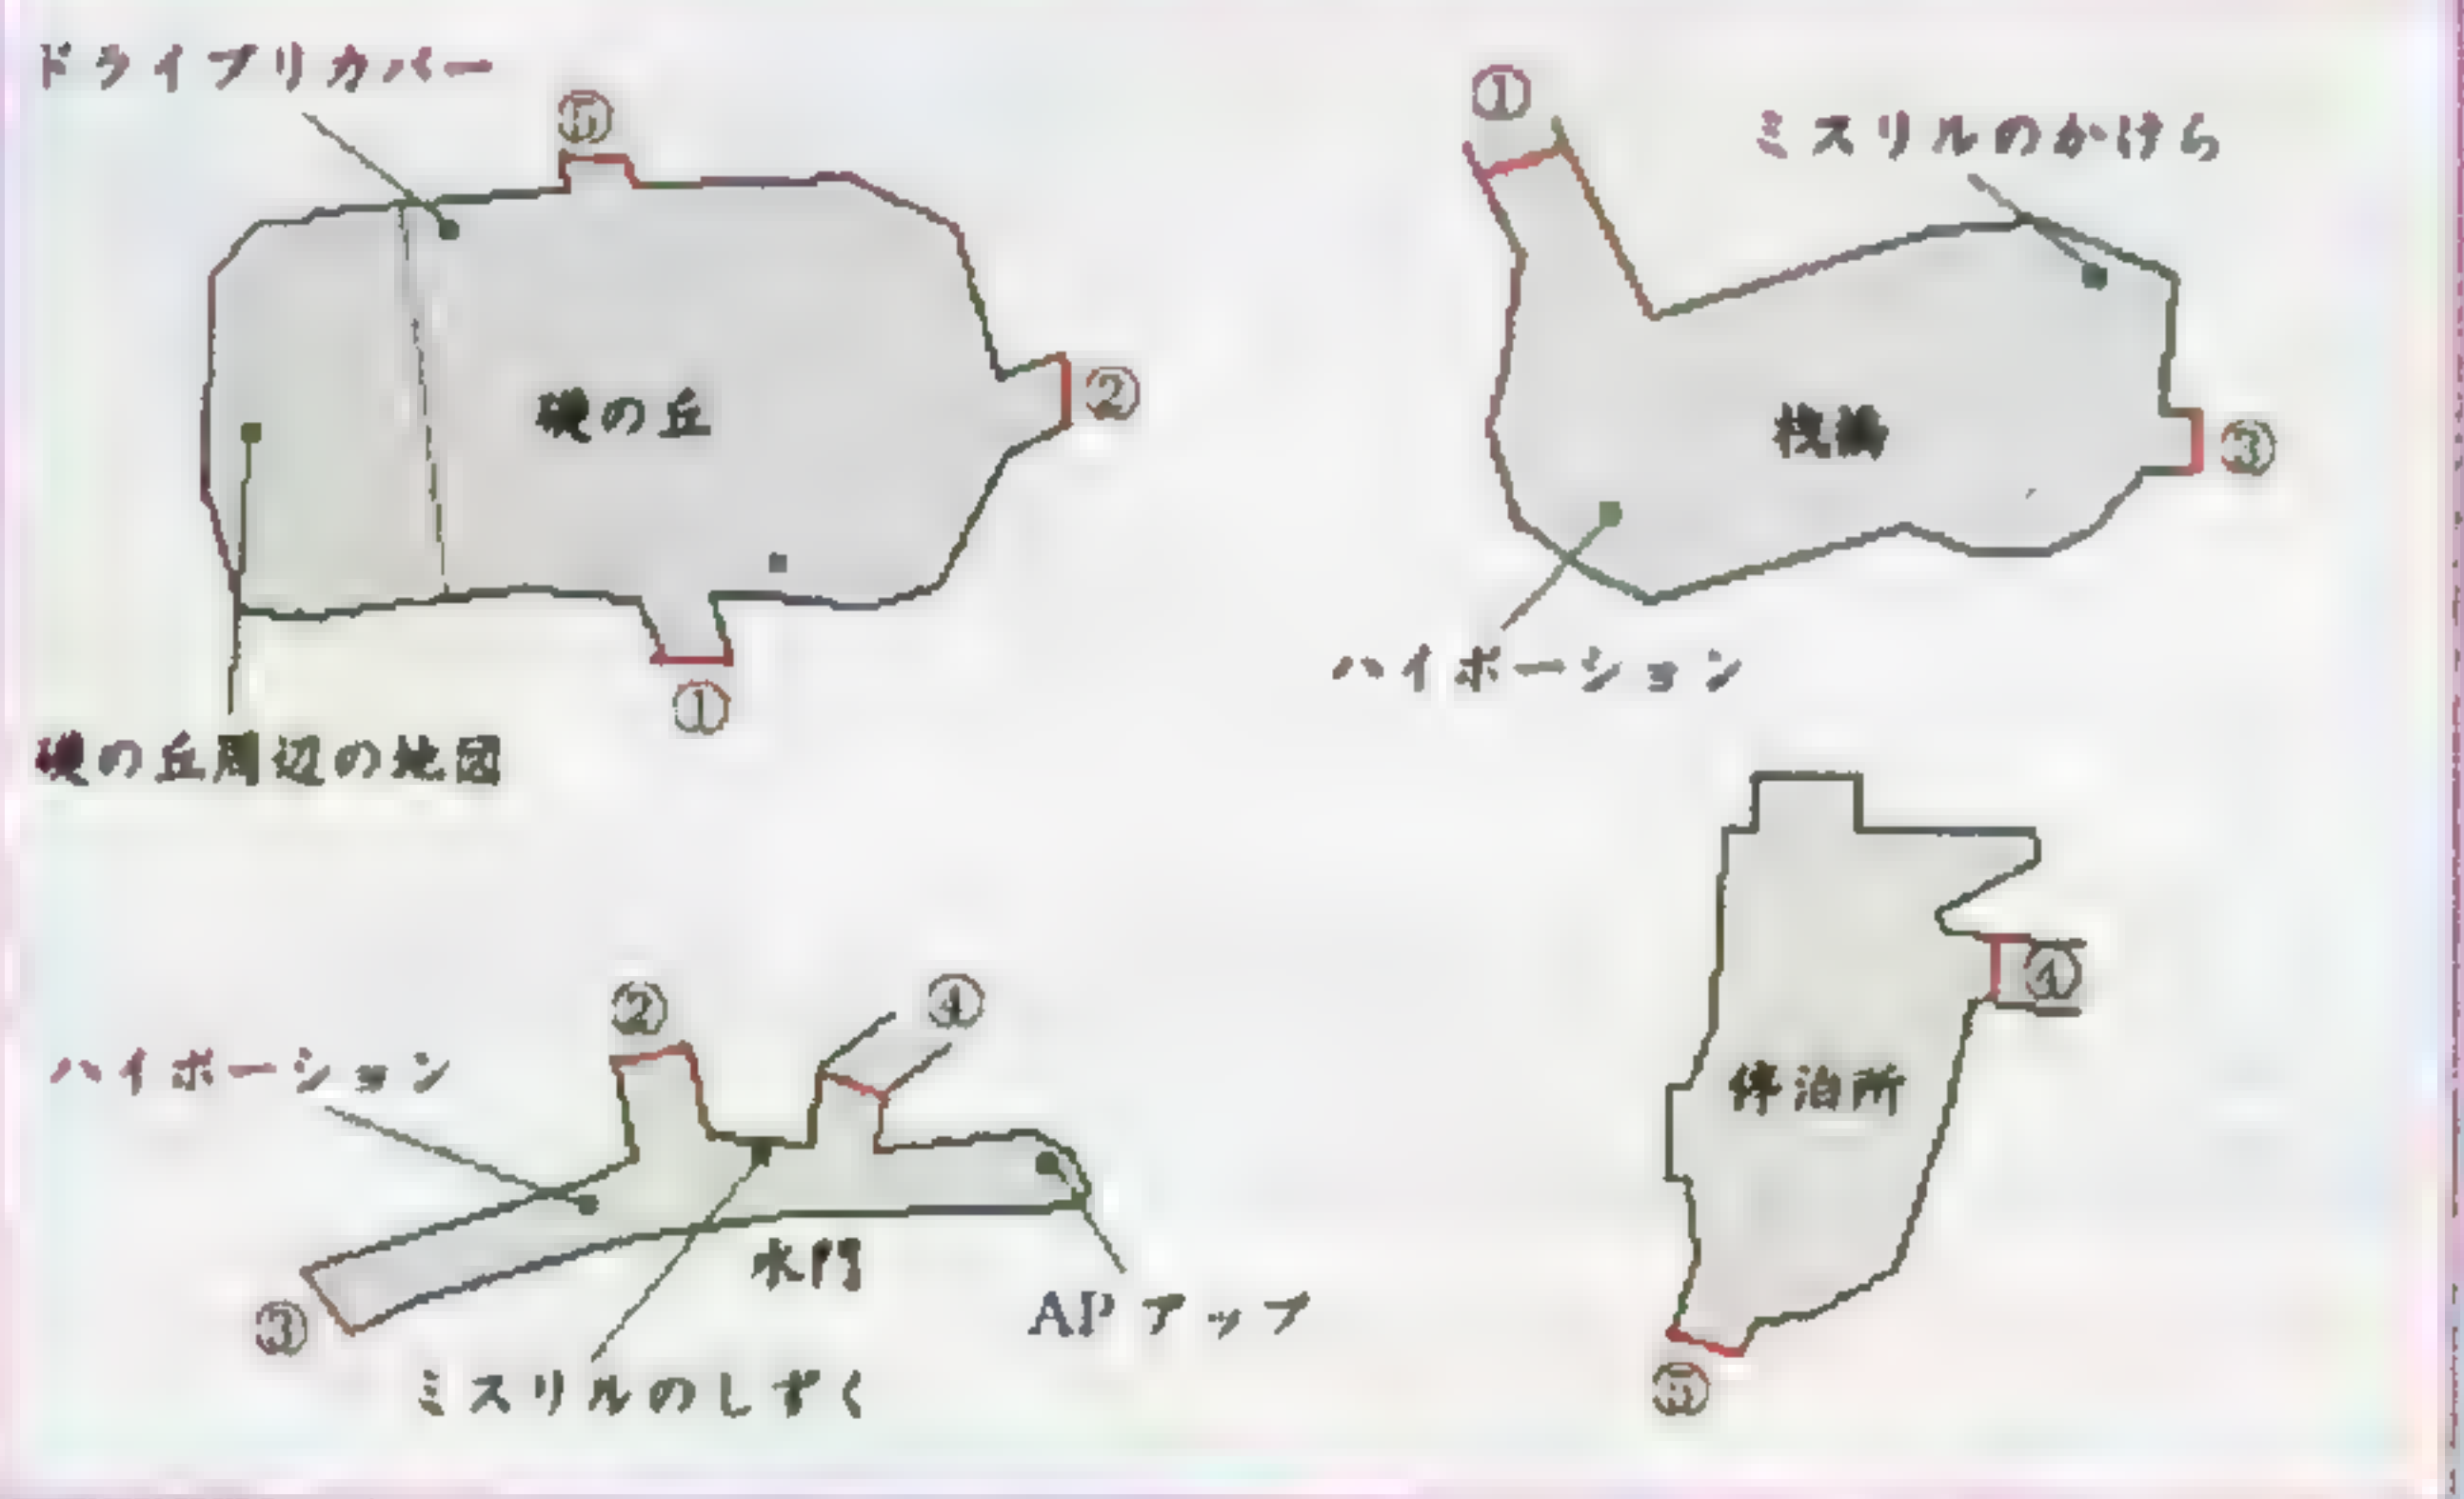 ドライブリカバー
⑤
②
磯の丘
①
磯の丘周辺の地図
①
ミスリルのかけら
③
桟橋
ハイポーション
②
④
ハイポーション
水門
③
APアップ
ミスリルのしずく
④
停泊所
⑤